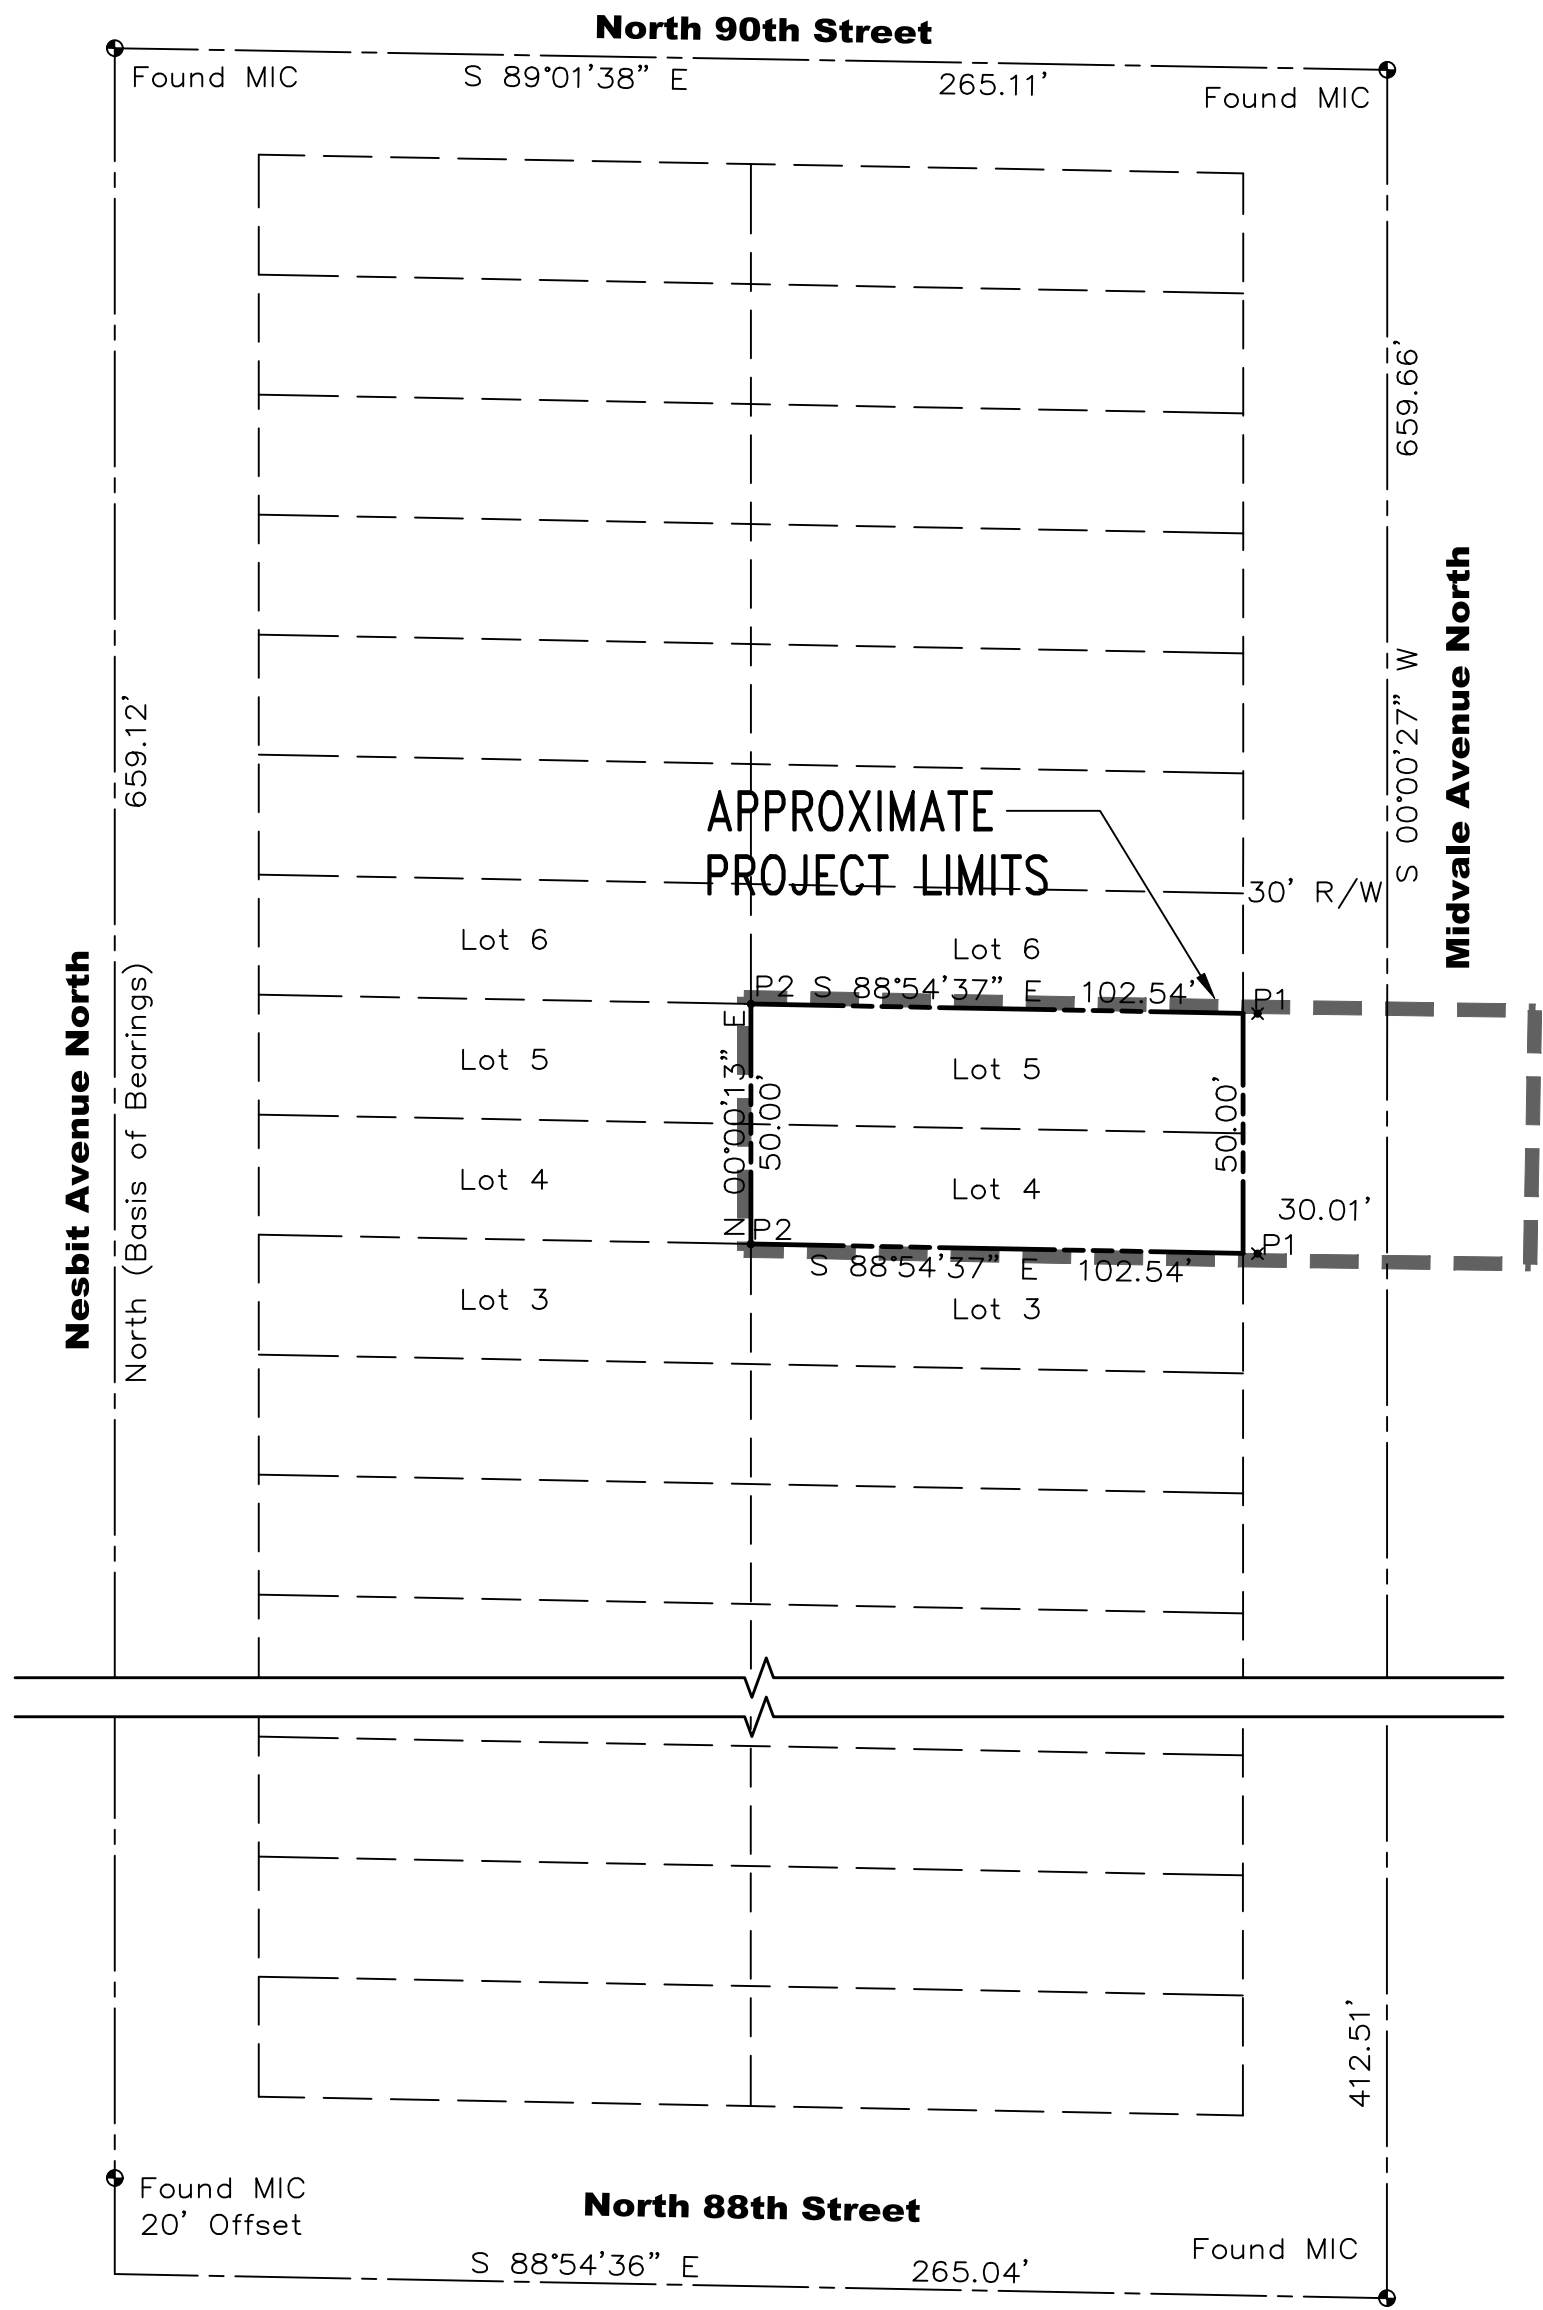 North 90th Street
Found MIC
S 89°01'38" E
265.11'
Found MIC
659.66'
S 00°00'27" W
Midvale Avenue North
659.12'
North (Basis of Bearings)
Nesbit Avenue North
APPROXIMATE
PROJECT LIMITS
30' R/W
Lot 6
Lot 6
P2
S 88°54'37" E
102.54'
P1
N 00°00'13" E
50.00'
50.00'
Lot 5
Lot 5
Lot 4
Lot 4
30.01'
P2
P1
S 88°54'37" E
102.54'
Lot 3
Lot 3
412.51'
Found MIC
20' Offset
North 88th Street
Found MIC
S 88°54'36" E
265.04'